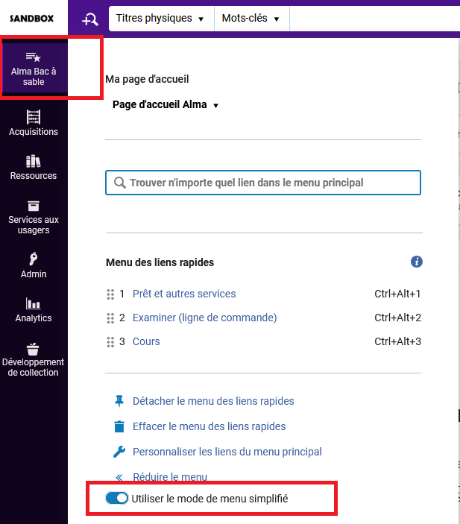 SANDBOX
Titres physiques
Mots-clés
Alma Bac à
sable
Acquisitions
Ressources
Services aux
usagers
Admin
Analytics
Développement
de collection
Ma page d'accueil
Page d'accueil Alma
Trouver n'importe quel lien dans le menu principal
Menu des liens rapides
1 Prêt et autres services Ctrl+Alt+1
2 Examiner (ligne de commande) Ctrl+Alt+2
3 Cours Ctrl+Alt+3
Détacher le menu des liens rapides
Effacer le menu des liens rapides
Personnaliser les liens du menu principal
Réduire le menu
Utiliser le mode de menu simplifié